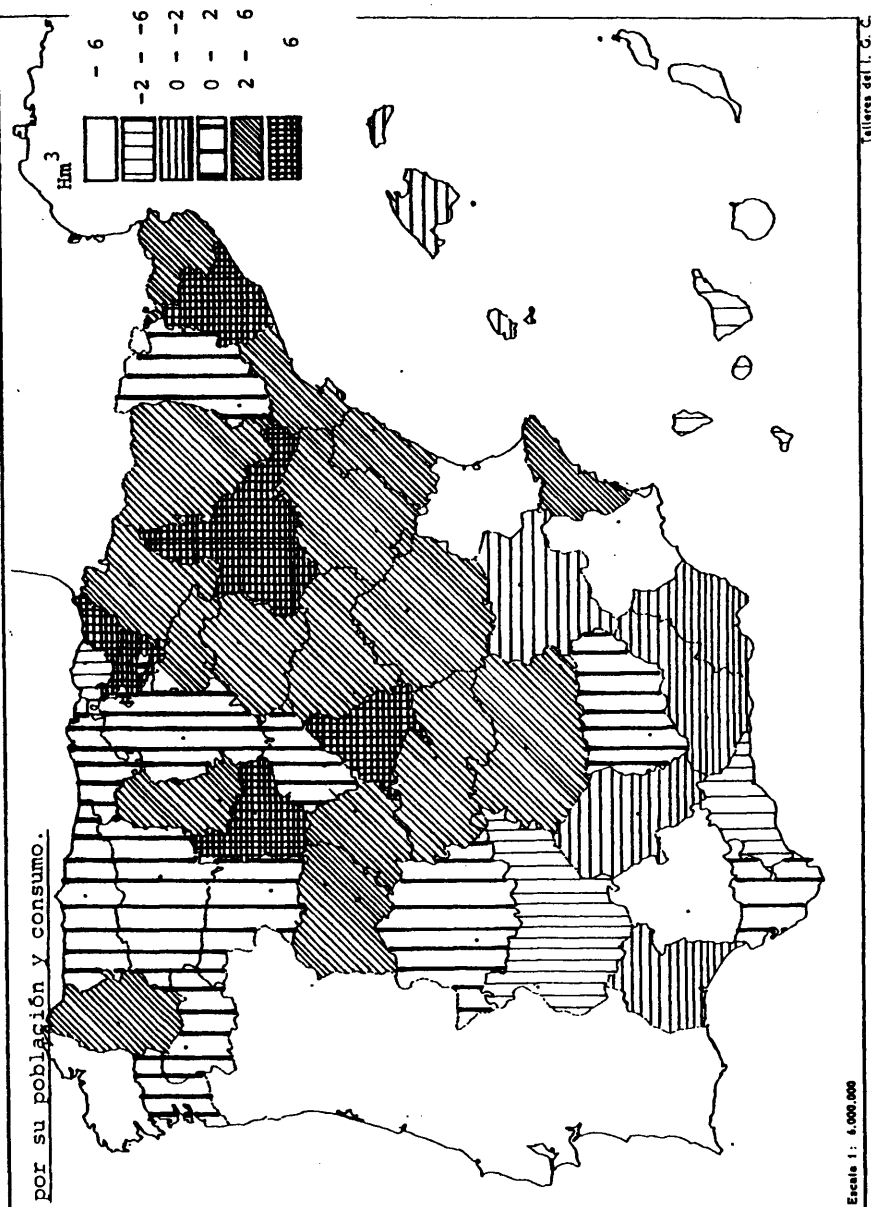 por su población y consumo.
Hm3
- 6
-2 - -6
0 - -2
0 - 2
2 - 6
6
Escala 1: 6.000.000
Talleres del I. G. C.